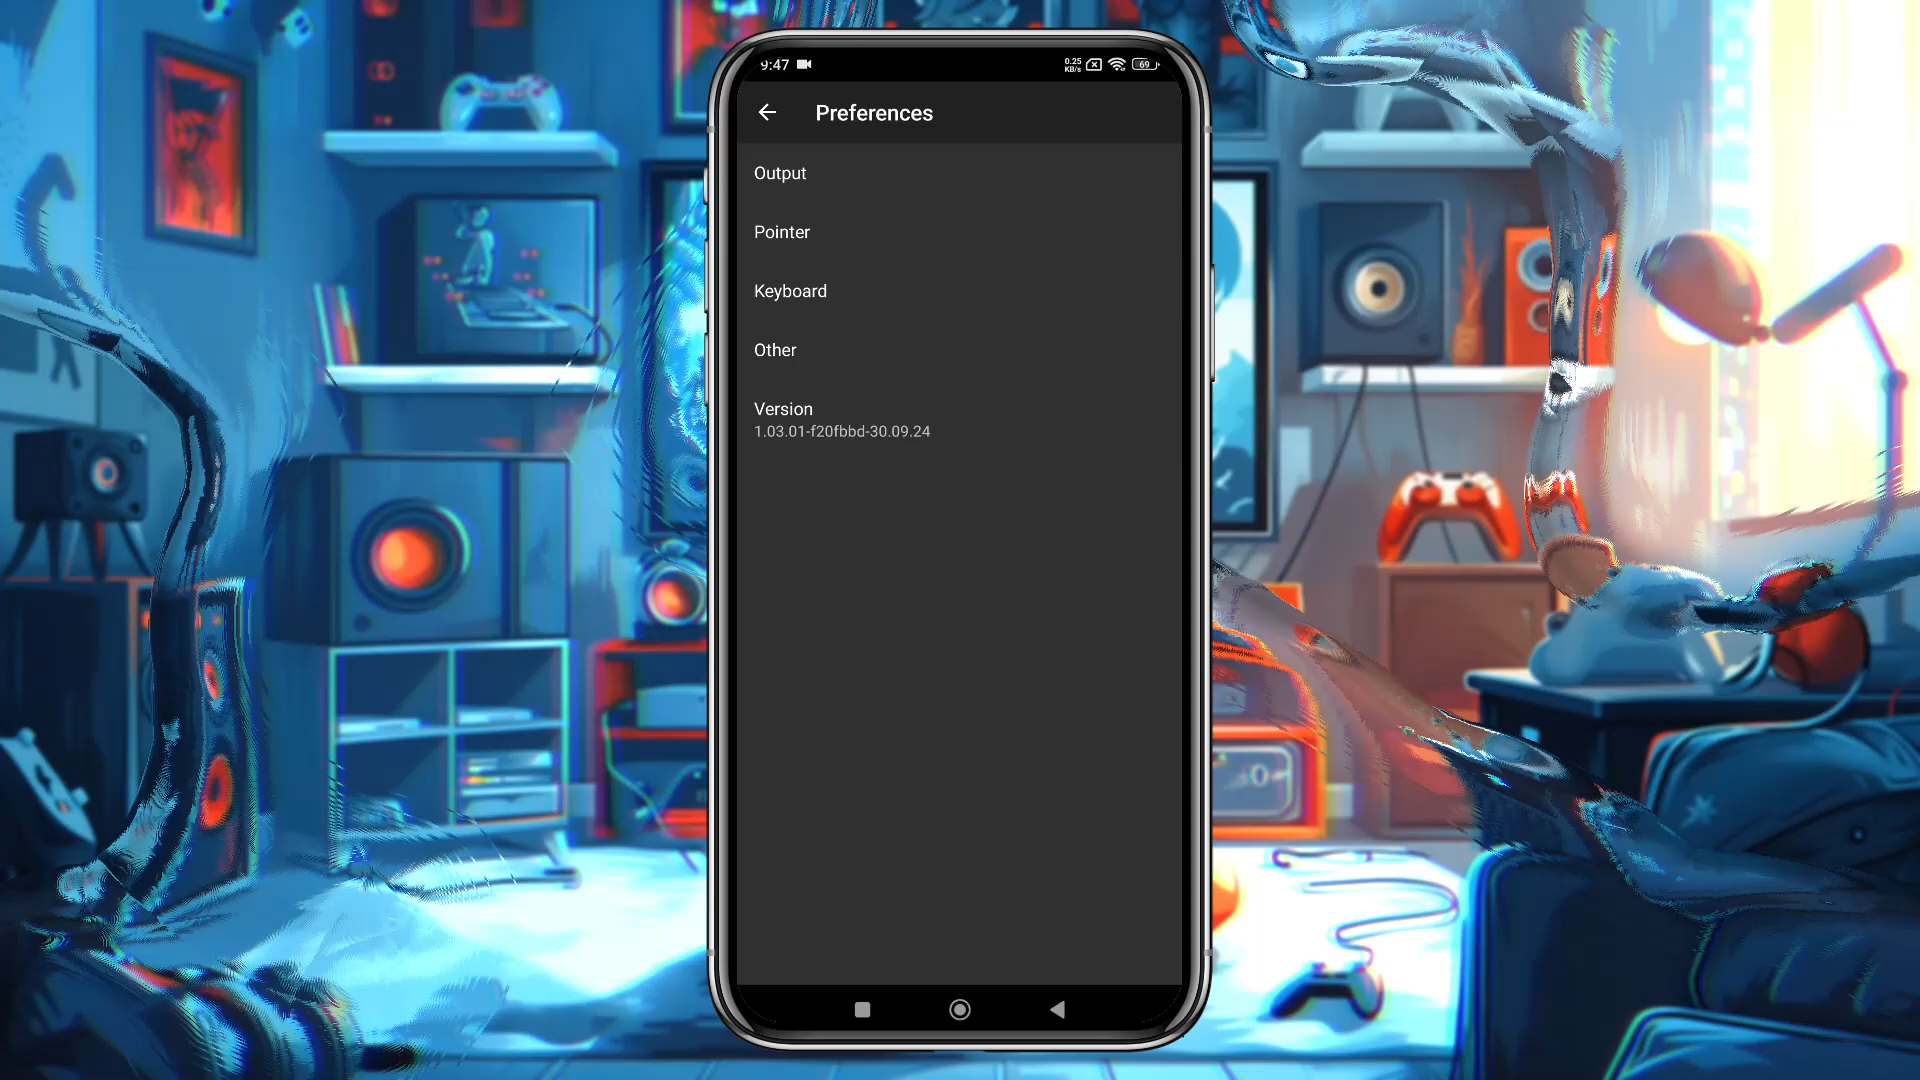 9:47
0.25
KB/s
69
Preferences
Output
Pointer
Keyboard
Other
Version
1.03.01-f20fbbd-30.09.24